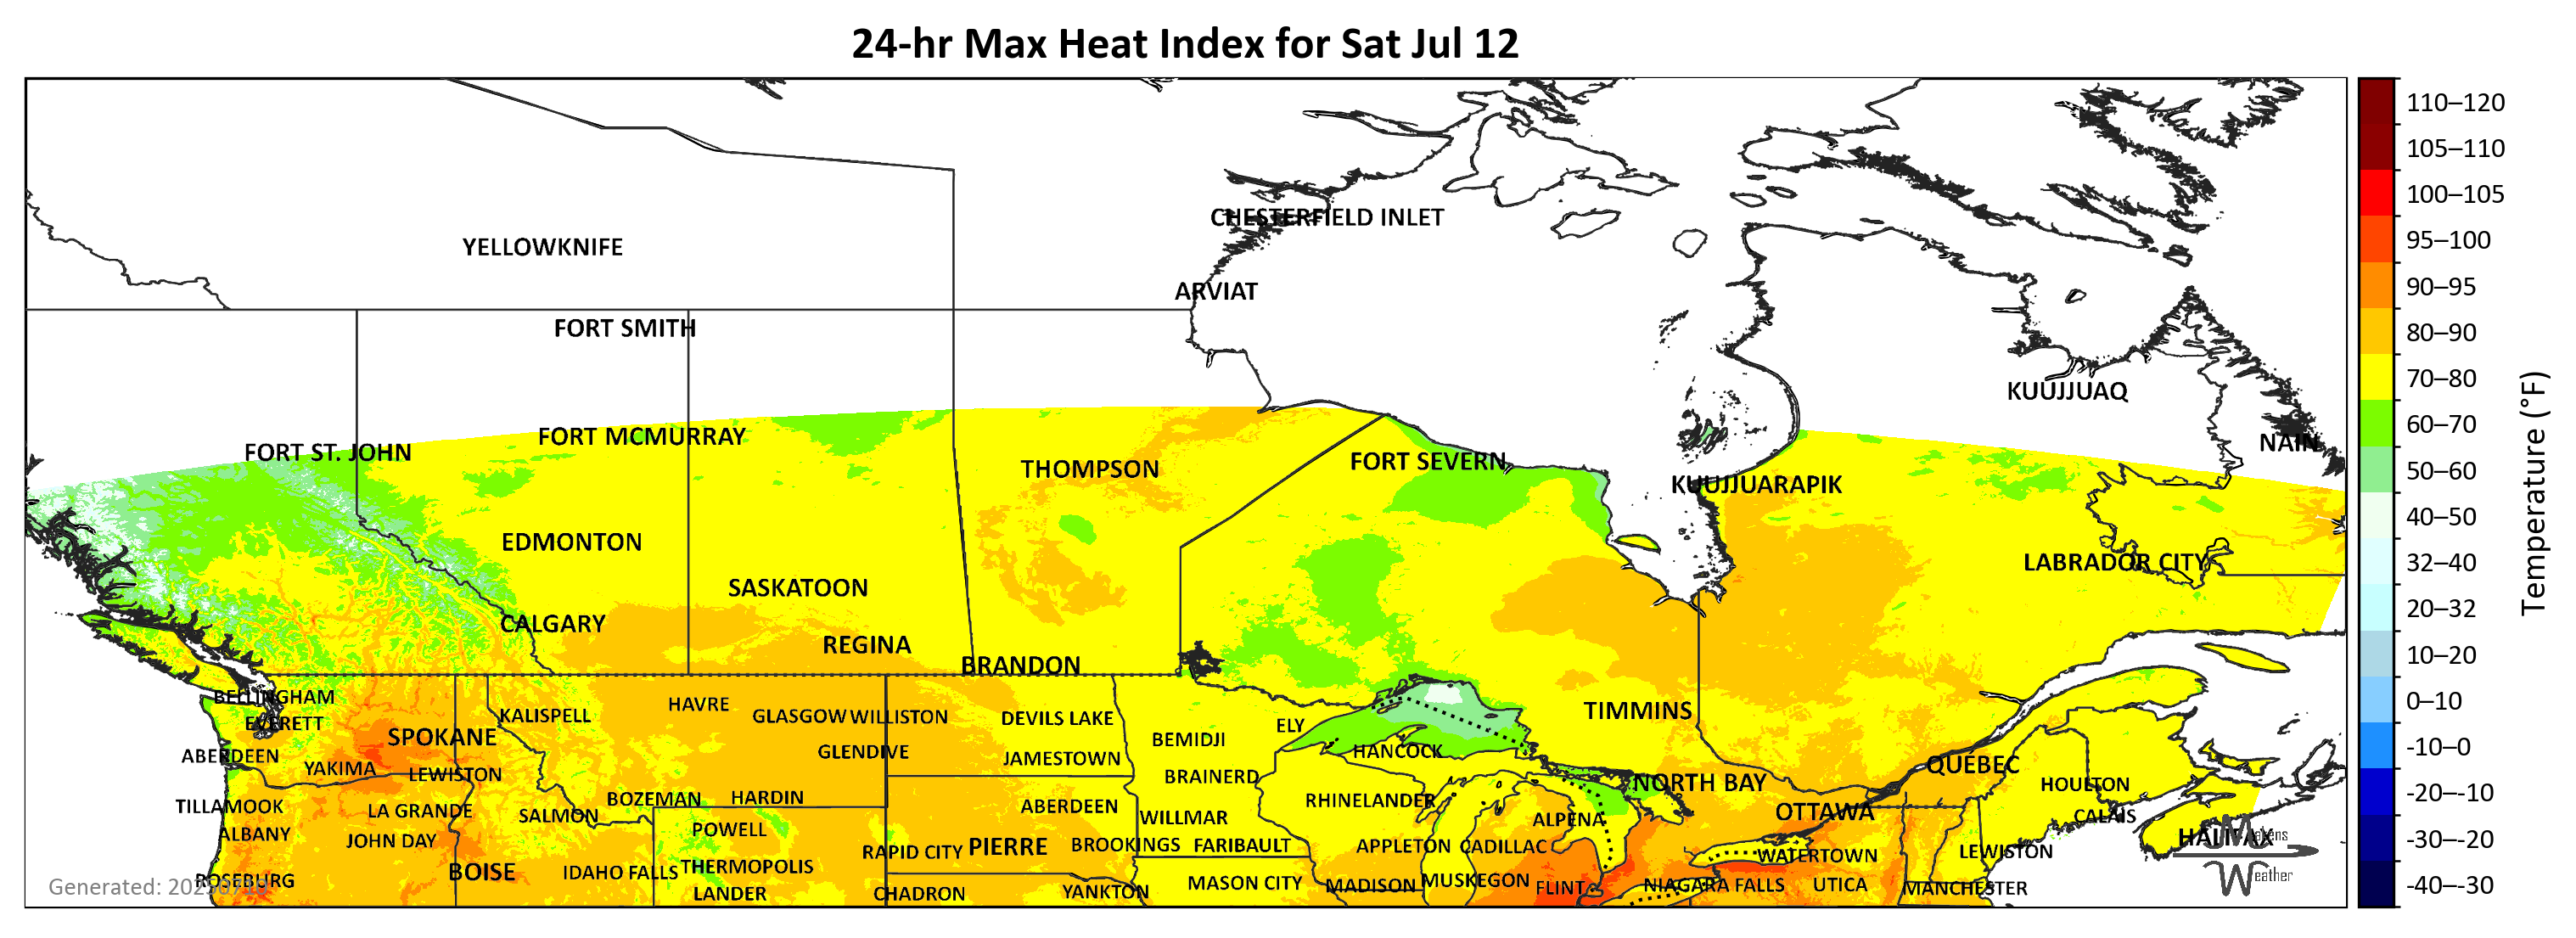 24-hr Max Heat Index for Sat Jul 12
CHESTERFIELD INLET
YELLOWKNIFE
ARVIAT
FORT SMITH
KUUJJUAQ
FORT MCMURRAY
NAIN
FORT ST. JOHN
FORT SEVERN
THOMPSON
KUUJJUARAPIK
EDMONTON
LABRADOR CITY
SASKATOON
CALGARY
REGINA
BRANDON
BELLINGHAM
HAVRE
TIMMINS
KALISPELL
GLASGOW
WILLISTON
DEVILS LAKE
EVERETT
ELY
SPOKANE
BEMIDJI
GLENDIVE
HANCOCK
ABERDEEN
JAMESTOWN
QUÉBEC
YAKIMA
LEWISTON
BRAINERD
NORTH BAY
HOULTON
BOZEMAN
HARDIN
RHINELANDER
TILLAMOOK
LA GRANDE
ABERDEEN
OTTAWA
SALMON
WILLMAR
CALAIS
ALPENA
POWELL
ALBANY
HALIFAX
JOHN DAY
BROOKINGS
FARIBAULT
APPLETON
CADILLAC
PIERRE
RAPID CITY
LEWISTON
WATERTOWN
THERMOPOLIS
BOISE
IDAHO FALLS
ROSEBURG
MUSKEGON
MASON CITY
MADISON
NIAGARA FALLS
UTICA
FLINT
MANCHESTER
YANKTON
LANDER
CHADRON
Weather
110–120
105–110
100–105
95–100
90–95
80–90
70–80
60–70
50–60
40–50
32–40
20–32
10–20
0–10
-10–0
-20–-10
-30–-20
-40–-30
Temperature (°F)